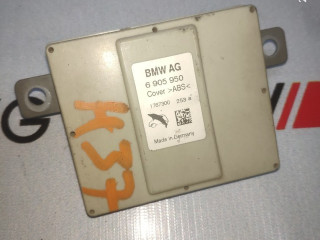 BMW AG
6 905 950
Cover >ABS<
Made in Germany
K37
G